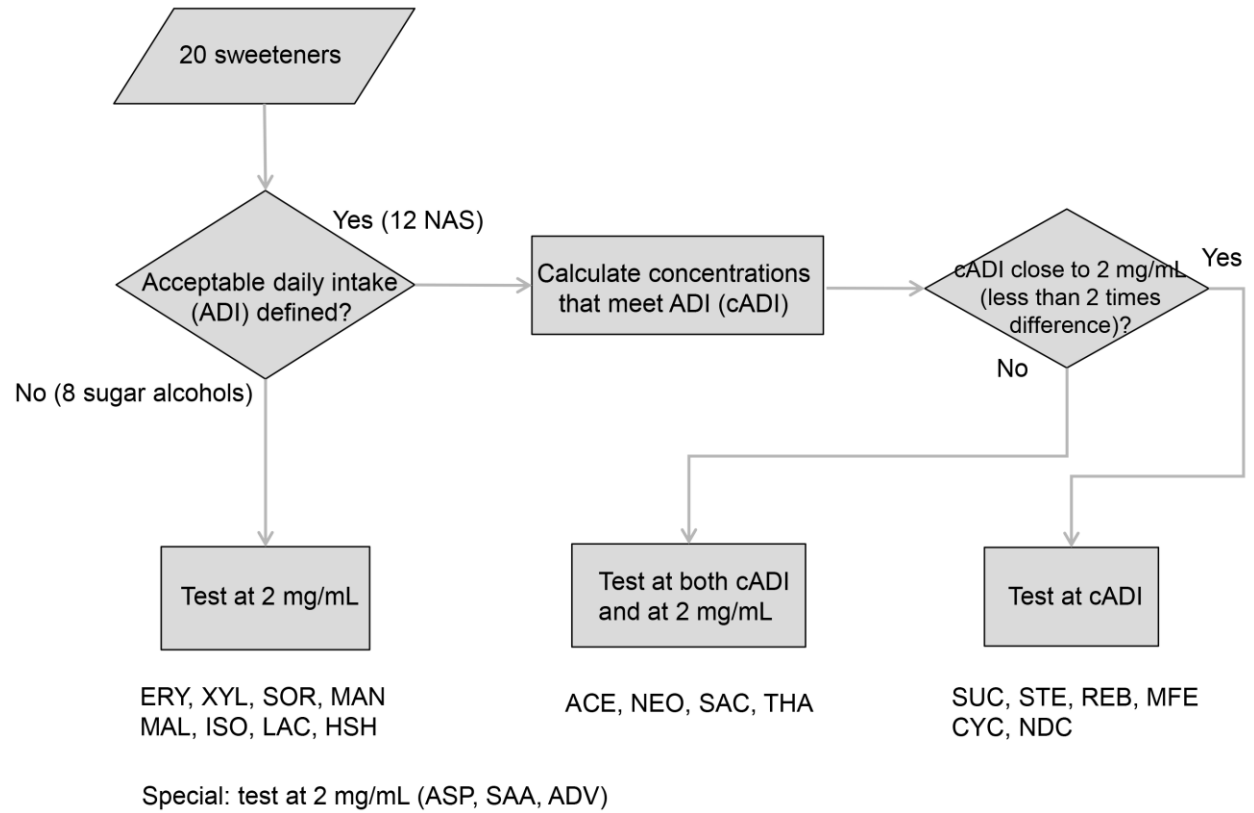 20 sweeteners
Yes (12 NAS)
Acceptable daily intake
(ADI) defined?
Calculate concentrations
that meet ADI (cADI)
cADI close to 2 mg/mL
(less than 2 times
difference)?
Yes
No
No (8 sugar alcohols)
Test at 2 mg/mL
Test at both cADI
and at 2 mg/mL
Test at cADI
ERY, XYL, SOR, MAN
MAL, ISO, LAC, HSH
ACE, NEO, SAC, THA
SUC, STE, REB, MFE
CYC, NDC
Special: test at 2 mg/mL (ASP, SAA, ADV)